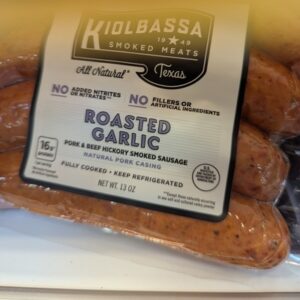 KIOLBASSA
19 ★ 49
SMOKED MEATS
All Natural* Texas
NO ADDED NITRITES OR NITRATES**
NO FILLERS OR ARTIFICIAL INGREDIENTS
ROASTED
GARLIC
PORK & BEEF HICKORY SMOKED SAUSAGE
NATURAL PORK CASING
FULLY COOKED • KEEP REFRIGERATED
NET WT. 13 OZ
16g